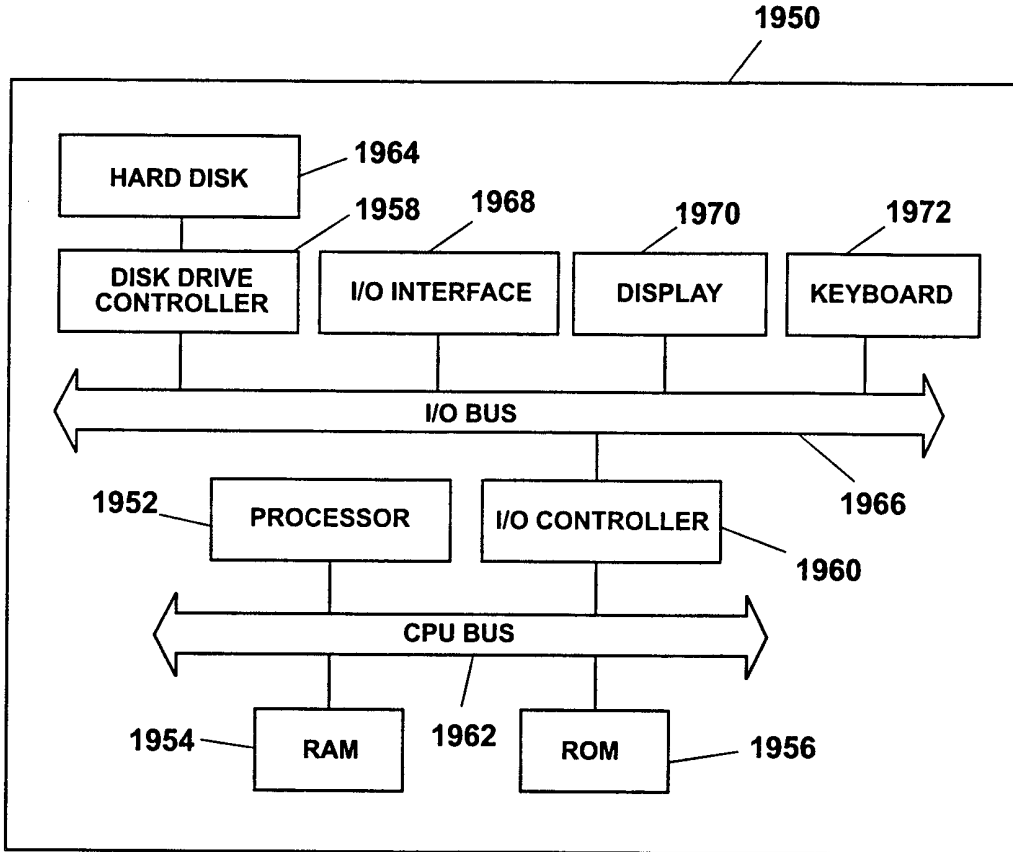 1950
HARD DISK
1964
1958
1968
1970
1972
DISK DRIVE
CONTROLLER
I/O INTERFACE
DISPLAY
KEYBOARD
I/O BUS
1966
1952
PROCESSOR
I/O CONTROLLER
1960
CPU BUS
1954
RAM
1962
ROM
1956